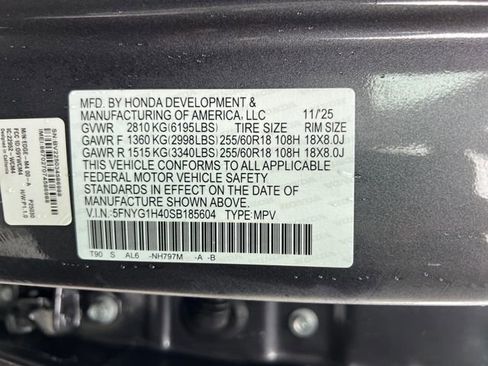 MFD. BY HONDA DEVELOPMENT &
MANUFACTURING OF AMERICA, LLC 11/'25
GVWR 2810 KG(6195LBS) TIRE SIZE RIM SIZE
GAWR F 1360 KG(2998LBS) 255/60R18 108H 18X8.0J
GAWR R 1515 KG(3340LBS) 255/60R18 108H 18X8.0J
THIS VEHICLE CONFORMS TO ALL APPLICABLE
FEDERAL MOTOR VEHICLE SAFETY STANDARDS
IN EFFECT ON THE DATE OF MANUFACTURE
SHOWN ABOVE.
V.I.N: 5FNYG1H40SB185604 TYPE: MPV
T90 S AL6 -NH797M -A -B